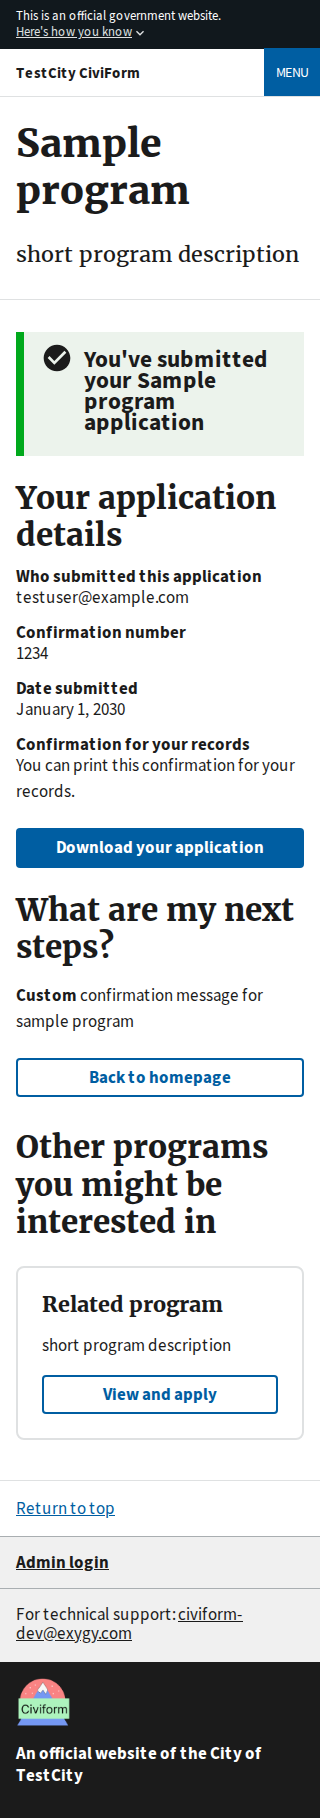 This is an official government website.
Here's how you know
TestCity CiviForm
MENU
Sample
program
short program description
You've submitted
your Sample
program
application
Your application
details
Who submitted this application
testuser@example.com
Confirmation number
1234
Date submitted
January 1, 2030
Confirmation for your records
You can print this confirmation for your
records.
Download your application
What are my next
steps?
Custom confirmation message for
sample program
Back to homepage
Other programs
you might be
interested in
Related program
short program description
View and apply
Return to top
Admin login
For technical support: civiform-
dev@exygy.com
Civiform
An official website of the City of
TestCity